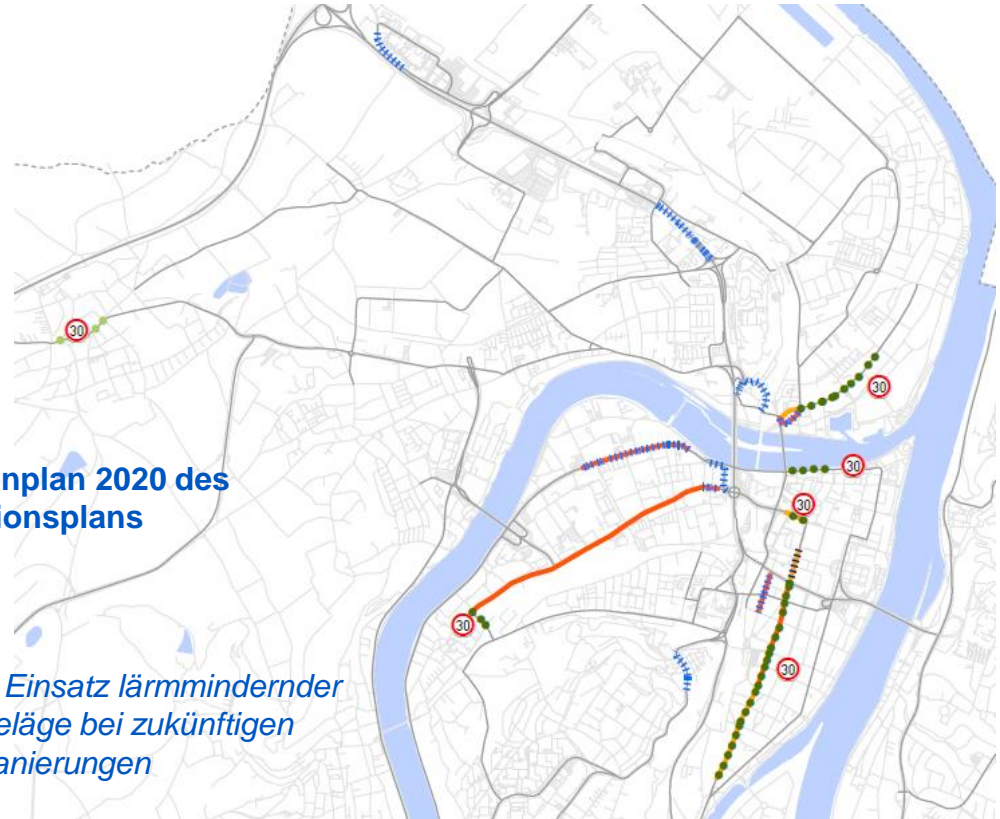 30
30
30
30
nplan 2020 des
ionsplans
30
Einsatz lärmmindernder
30
eläge bei zukünftigen
anierungen